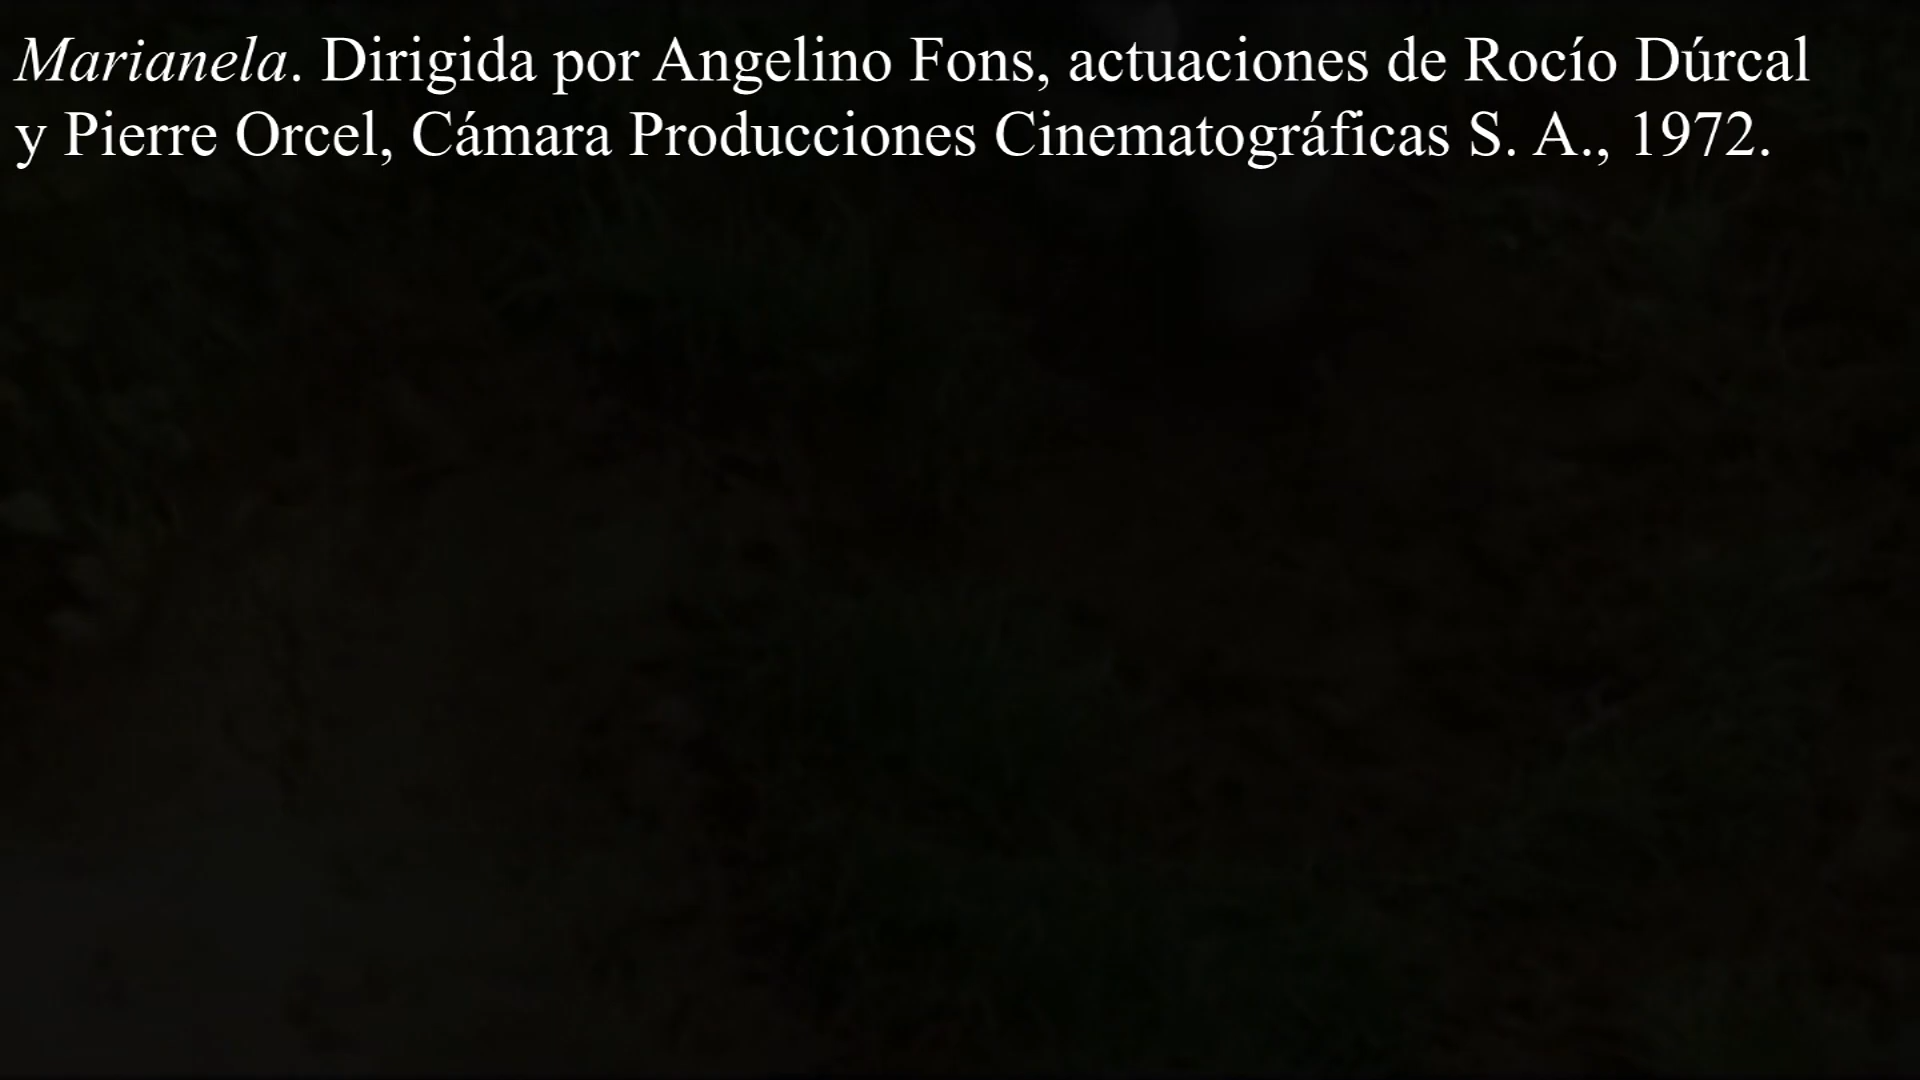 Marianela. Dirigida por Angelino Fons, actuaciones de Rocío Dúrcal
y Pierre Orcel, Cámara Producciones Cinematográficas S. A., 1972.